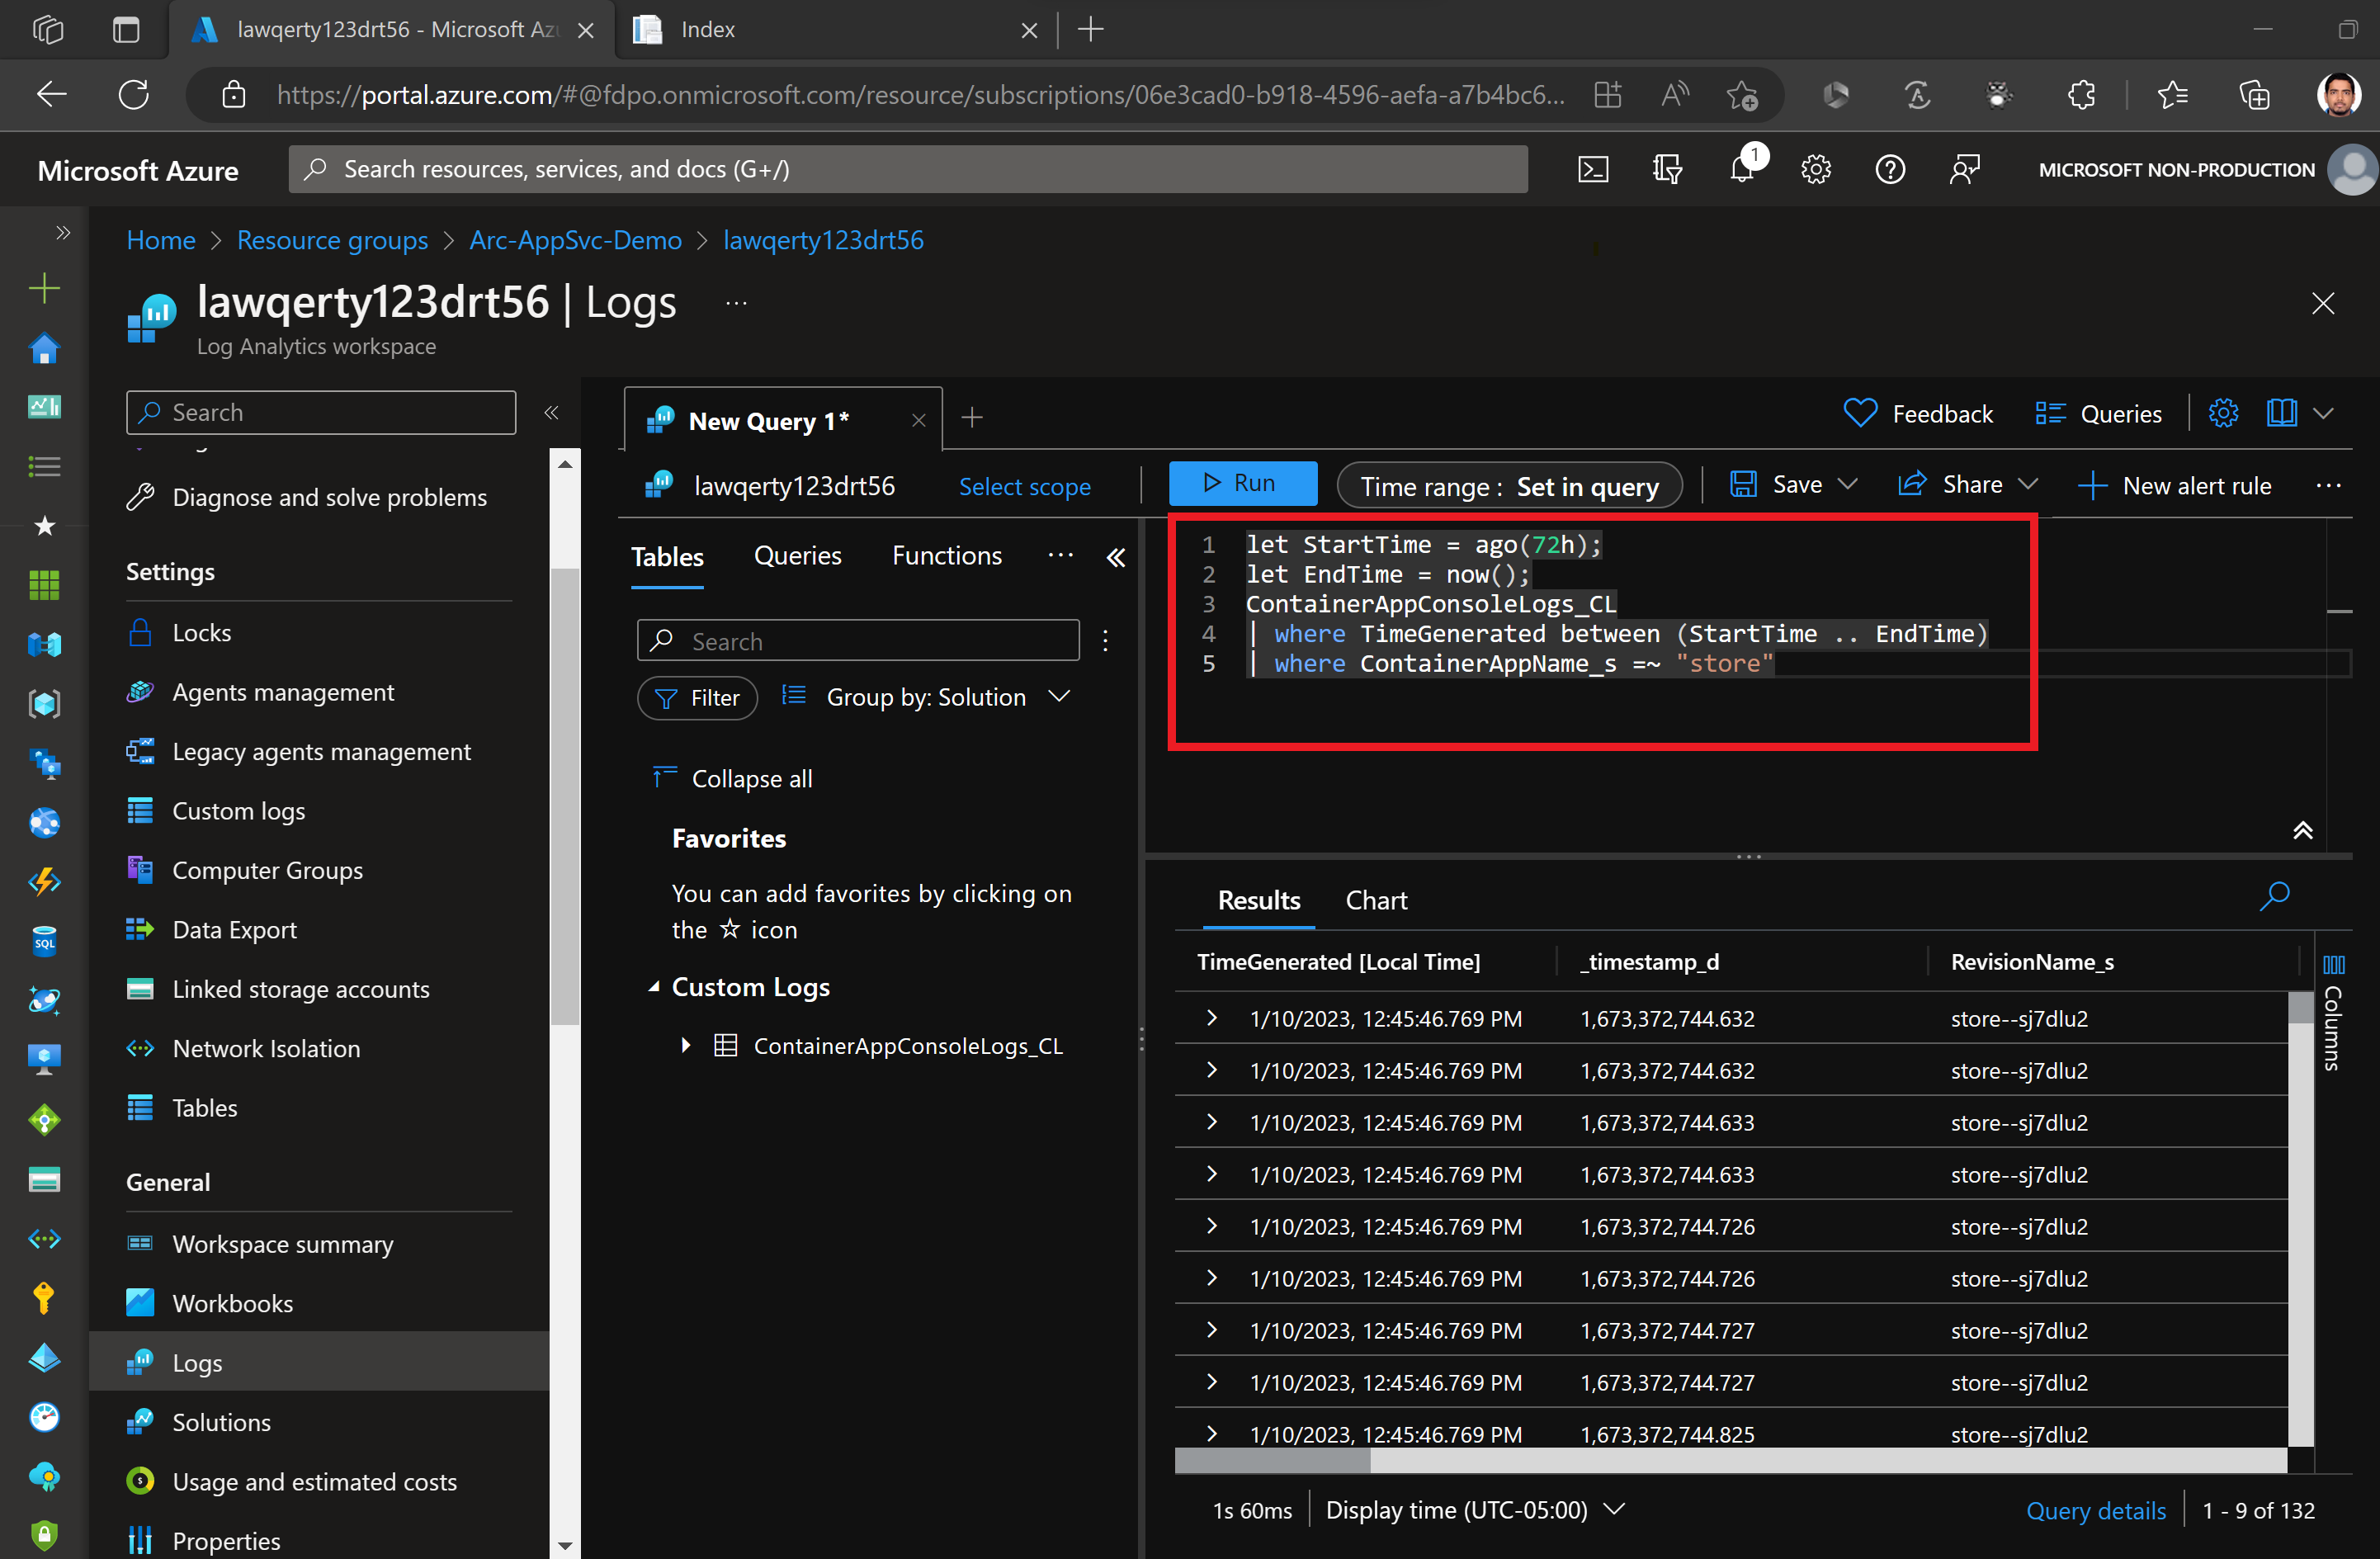 lawqerty123drt56 - Microsoft Azu
Index
https://portal.azure.com/#@fdpo.onmicrosoft.com/resource/subscriptions/06e3cad0-b918-4596-aefa-a7b4bc6...
Microsoft Azure
Search resources, services, and docs (G+/)
1
MICROSOFT NON-PRODUCTION
Home > Resource groups > Arc-AppSvc-Demo > lawqerty123drt56
lawqerty123drt56 | Logs ...
Log Analytics workspace
Search
Diagnose and solve problems
Settings
Locks
Agents management
Legacy agents management
Custom logs
Computer Groups
Data Export
Linked storage accounts
Network Isolation
Tables
General
Workspace summary
Workbooks
Logs
Solutions
Usage and estimated costs
Properties
SQL
New Query 1*
Feedback
Queries
lawqerty123drt56
Select scope
Run
Time range : Set in query
Save
Share
New alert rule
...
Tables
Queries
Functions
...
Search
Filter
Group by: Solution
Collapse all
Favorites
You can add favorites by clicking on
the ☆ icon
Custom Logs
ContainerAppConsoleLogs_CL
1 let StartTime = ago(72h);
2 let EndTime = now();
3 ContainerAppConsoleLogs_CL
4 | where TimeGenerated between (StartTime .. EndTime)
5 | where ContainerAppName_s =~ "store"
Results
Chart
TimeGenerated [Local Time] _timestamp_d RevisionName_s
1/10/2023, 12:45:46.769 PM 1,673,372,744.632 store--sj7dlu2
1/10/2023, 12:45:46.769 PM 1,673,372,744.632 store--sj7dlu2
1/10/2023, 12:45:46.769 PM 1,673,372,744.633 store--sj7dlu2
1/10/2023, 12:45:46.769 PM 1,673,372,744.633 store--sj7dlu2
1/10/2023, 12:45:46.769 PM 1,673,372,744.726 store--sj7dlu2
1/10/2023, 12:45:46.769 PM 1,673,372,744.726 store--sj7dlu2
1/10/2023, 12:45:46.769 PM 1,673,372,744.727 store--sj7dlu2
1/10/2023, 12:45:46.769 PM 1,673,372,744.727 store--sj7dlu2
1/10/2023, 12:45:46.769 PM 1,673,372,744.825 store--sj7dlu2
Columns
1s 60ms
Display time (UTC-05:00)
Query details
1 - 9 of 132